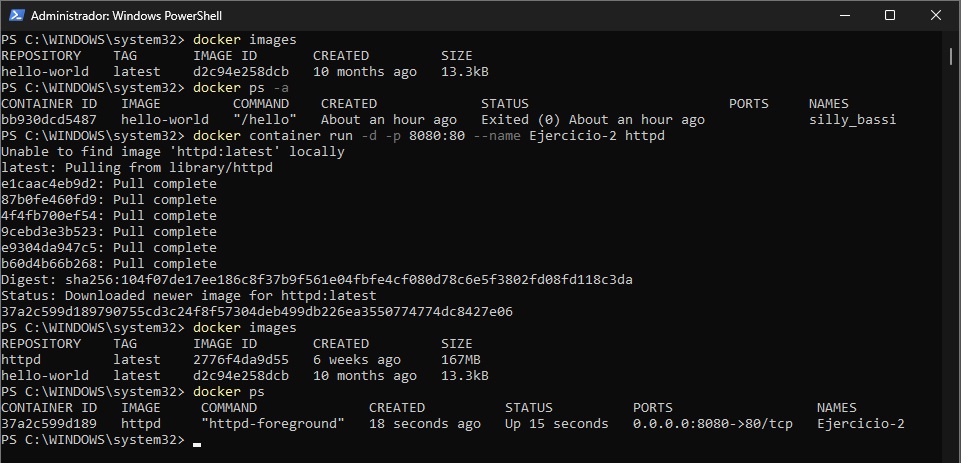 Administrador: Windows PowerShell
PS C:\WINDOWS\system32> docker images
REPOSITORY    TAG       IMAGE ID       CREATED         SIZE
hello-world   latest    d2c94e258dcb   10 months ago   13.3kB
PS C:\WINDOWS\system32> docker ps -a
CONTAINER ID   IMAGE         COMMAND    CREATED             STATUS                         PORTS     NAMES
bb930dcd5487   hello-world   "/hello"   About an hour ago   Exited (0) About an hour ago             silly_bassi
PS C:\WINDOWS\system32> docker container run -d -p 8080:80 --name Ejercicio-2 httpd
Unable to find image 'httpd:latest' locally
latest: Pulling from library/httpd
e1caac4eb9d2: Pull complete
87b0fe460fd9: Pull complete
4f4fb700ef54: Pull complete
9cebd3e3b523: Pull complete
e9304da947c5: Pull complete
b60d4b66b268: Pull complete
Digest: sha256:104f07de17ee186c8f37b9f561e04fbfe4cf080d78c6e5f3802fd08fd118c3da
Status: Downloaded newer image for httpd:latest
37a2c599d189790755cd3c24f8f57304deb499db226ea3550774774dc8427e06
PS C:\WINDOWS\system32> docker images
REPOSITORY    TAG       IMAGE ID       CREATED         SIZE
httpd         latest    2776f4da9d55   6 weeks ago     167MB
hello-world   latest    d2c94e258dcb   10 months ago   13.3kB
PS C:\WINDOWS\system32> docker ps
CONTAINER ID   IMAGE     COMMAND              CREATED          STATUS          PORTS                  NAMES
37a2c599d189   httpd     "httpd-foreground"   18 seconds ago   Up 15 seconds   0.0.0.0:8080->80/tcp   Ejercicio-2
PS C:\WINDOWS\system32>